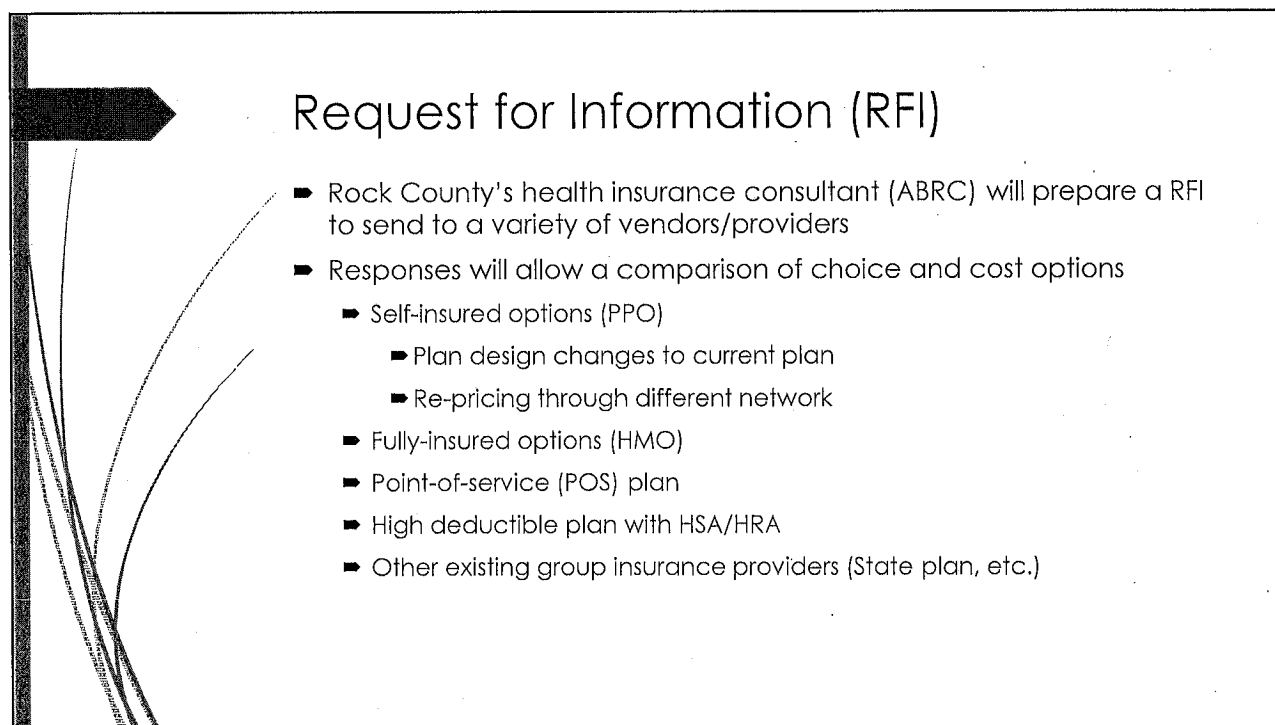 Request for Information (RFI)
Rock County's health insurance consultant (ABRC) will prepare a RFI
to send to a variety of vendors/providers
Responses will allow a comparison of choice and cost options
Self-insured options (PPO)
Plan design changes to current plan
Re-pricing through different network
Fully-insured options (HMO)
Point-of-service (POS) plan
High deductible plan with HSA/HRA
Other existing group insurance providers (State plan, etc.)